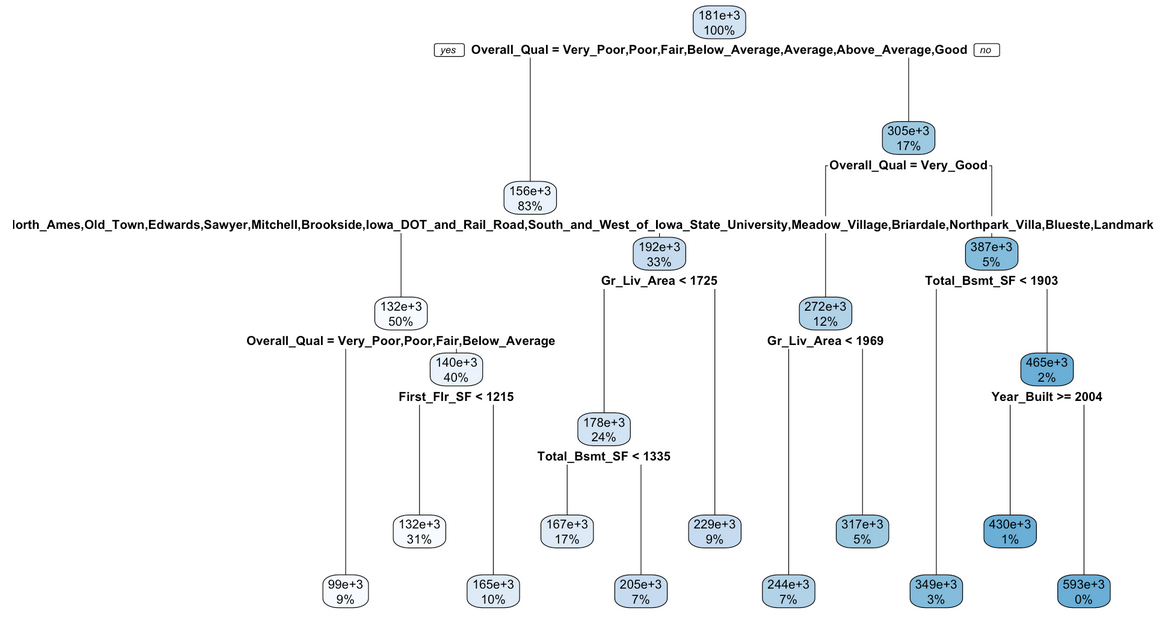 181e+3
100%
yes Overall_Qual = Very_Poor,Poor,Fair,Below_Average,Average,Above_Average,Good no
305e+3
17%
Overall_Qual = Very_Good
156e+3
83%
orth_Ames,Old_Town,Edwards,Sawyer,Mitchell,Brookside,Iowa_DOT_and_Rail_Road,South_and_West_of_Iowa_State_University,Meadow_Village,Briardale,Northpark_Villa,Blueste,Landmark
192e+3
33%
Gr_Liv_Area < 1725
387e+3
5%
Total_Bsmt_SF < 1903
132e+3
50%
Overall_Qual = Very_Poor,Poor,Fair,Below_Average
272e+3
12%
Gr_Liv_Area < 1969
140e+3
40%
First_Flr_SF < 1215
465e+3
2%
Year_Built >= 2004
178e+3
24%
Total_Bsmt_SF < 1335
132e+3
31%
167e+3
17%
229e+3
9%
317e+3
5%
430e+3
1%
99e+3
9%
165e+3
10%
205e+3
7%
244e+3
7%
349e+3
3%
593e+3
0%